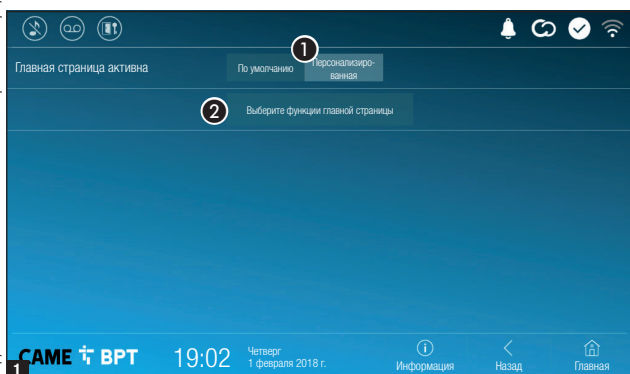 1
Главная страница активна
По умолчанию
Персонализиро-
ванная
2
Выберите функции главной страницы
1
CAME BPT
19:02
Четверг
1 февраля 2018 г.
Информация
Назад
Главная